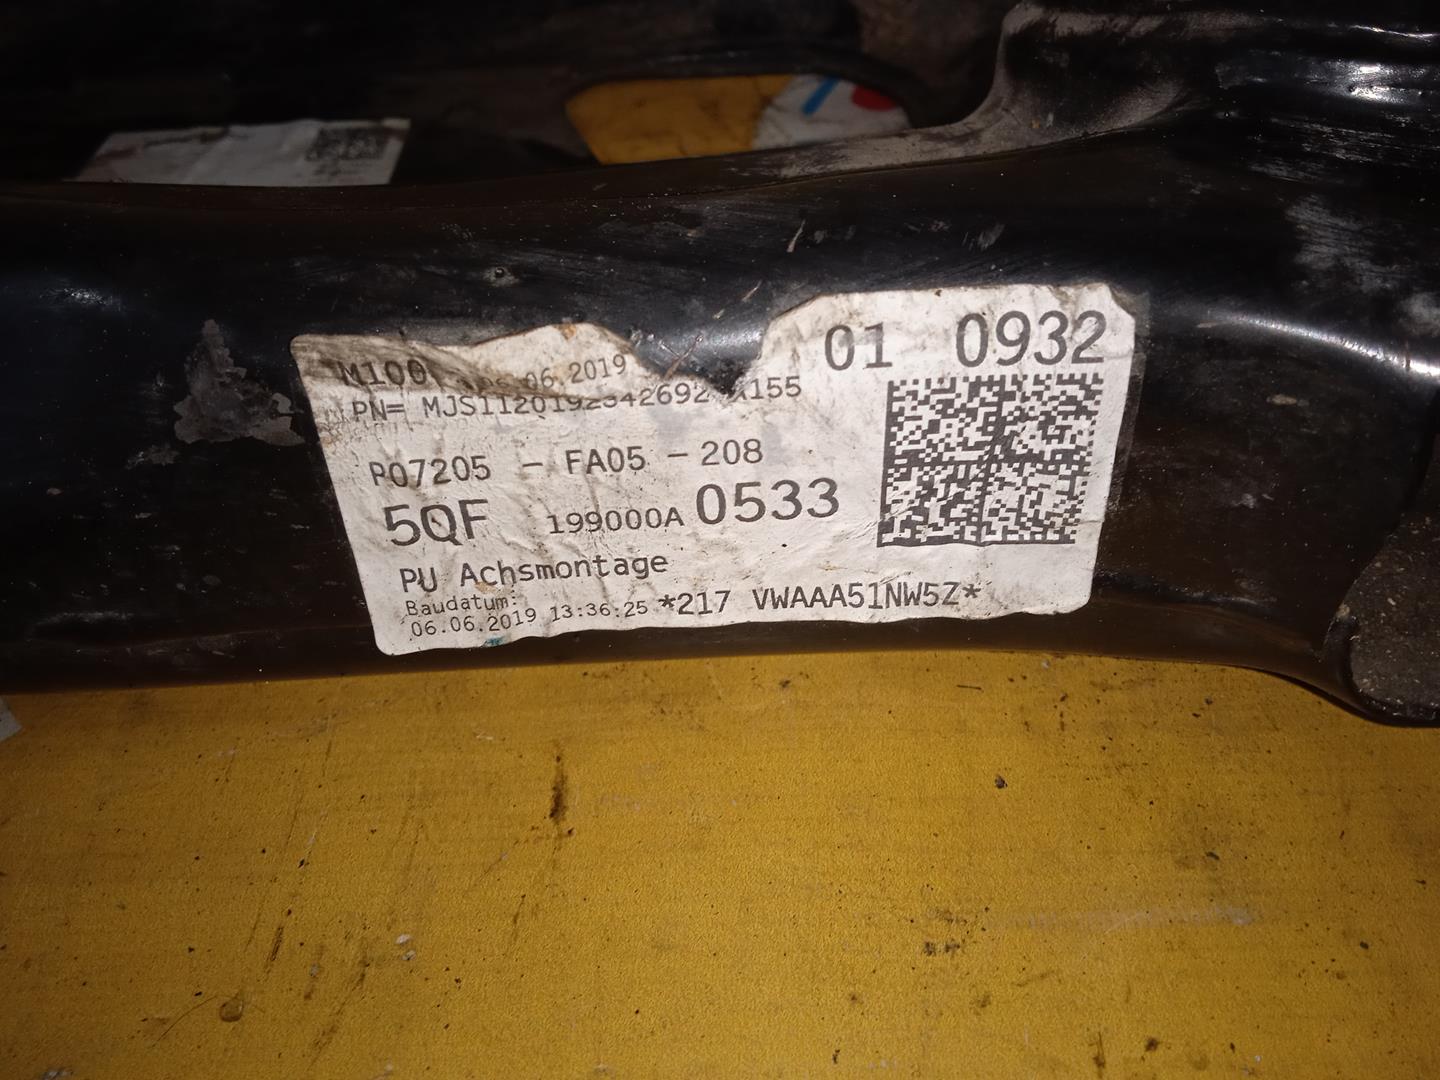 01 0932
M100 06.06.2019
PN= MJS1120192342692 A155
P07205 - FA05 - 208
5QF 199000A 0533
PU Achsmontage
Baudatum:
06.06.2019 13:36:25 *217 VWAAA51NW5Z*